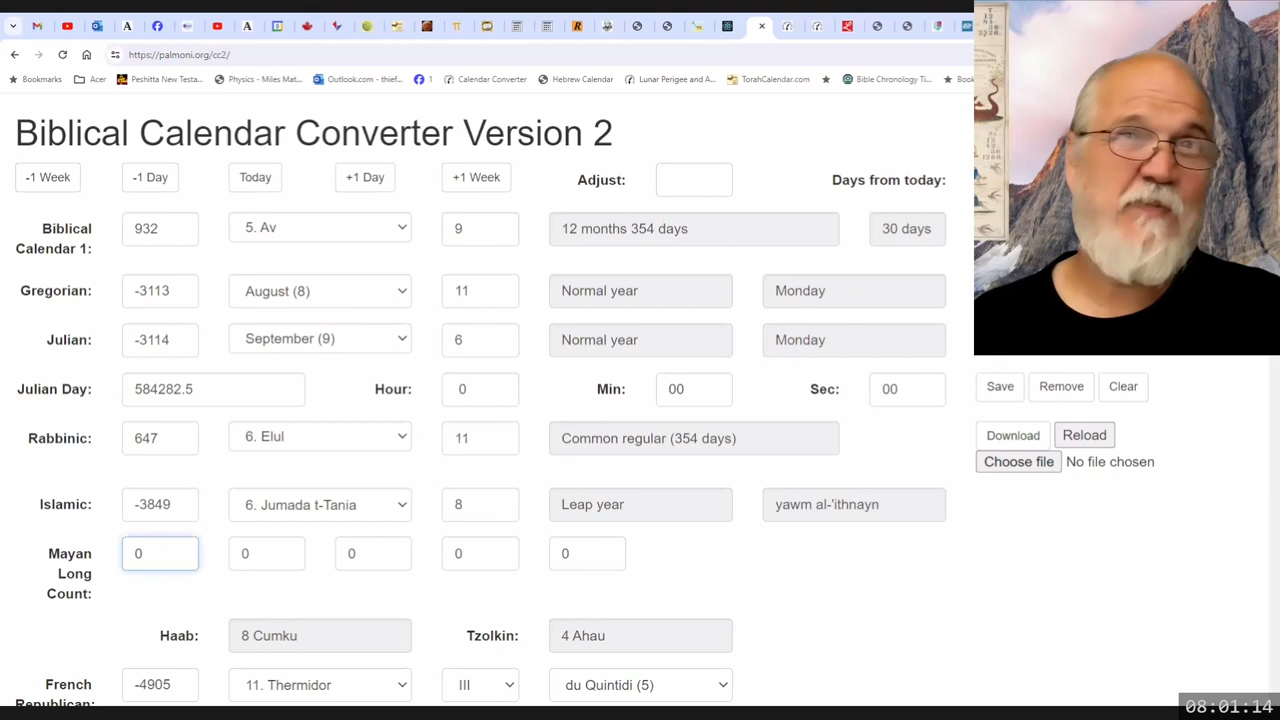 https://palmoni.org/cc2/
Bookmarks Acer Peshitta New Testa... Physics - Miles Mat... Outlook.com - thief... 1 Calendar Converter Hebrew Calendar Lunar Perigee and A... TorahCalendar.com Bible Chronology Ti...
Biblical Calendar Converter Version 2
-1 Week -1 Day Today +1 Day +1 Week Adjust: Days from today:
Biblical Calendar 1: 932 5. Av 9 12 months 354 days 30 days
Gregorian: -3113 August (8) 11 Normal year Monday
Julian: -3114 September (9) 6 Normal year Monday
Julian Day: 584282.5 Hour: 0 Min: 00 Sec: 00
Save Remove Clear
Rabbinic: 647 6. Elul 11 Common regular (354 days)
Download Reload
Choose file No file chosen
Islamic: -3849 6. Jumada t-Tania 8 Leap year yawm al-'ithnayn
Mayan Long Count: 0 0 0 0 0
Haab: 8 Cumku Tzolkin: 4 Ahau
French Republican: -4905 11. Thermidor III du Quintidi (5)
08:01:14